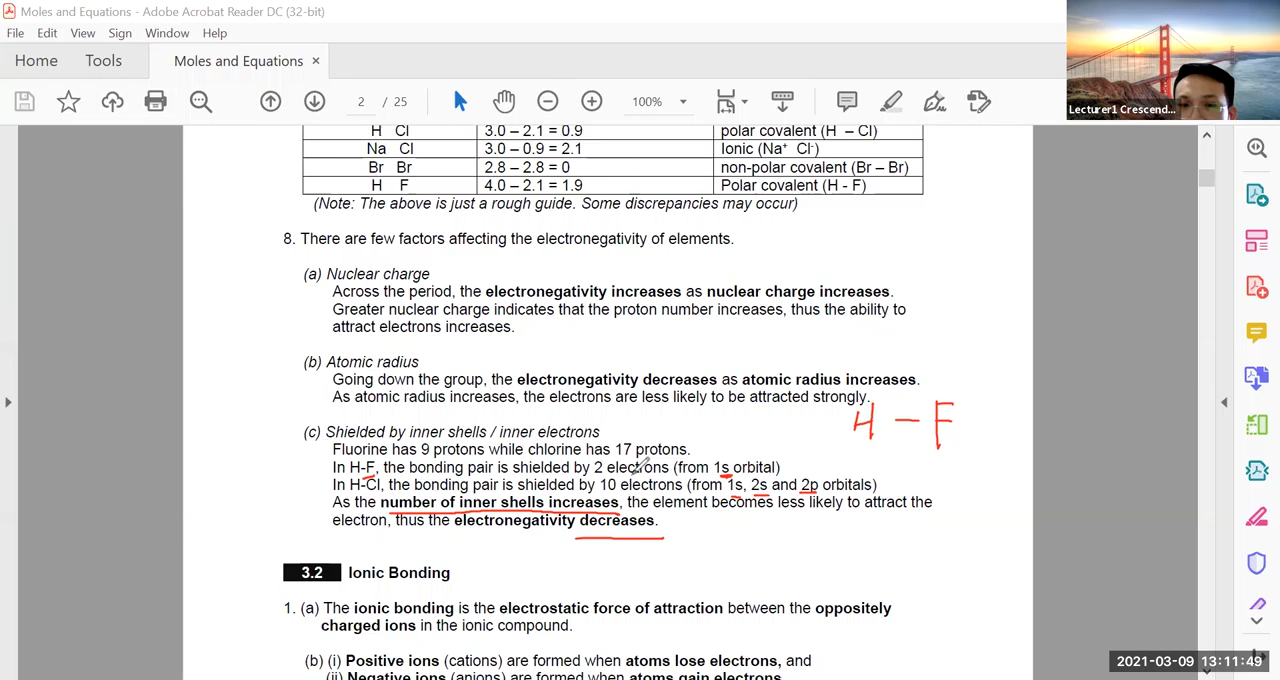 Moles and Equations - Adobe Acrobat Reader DC (32-bit)
File Edit View Sign Window Help
Home Tools Moles and Equations ×
2 / 25 100%
Lecturer1 Crescend...
H Cl 3.0 – 2.1 = 0.9 polar covalent (H – Cl)
Na Cl 3.0 – 0.9 = 2.1 Ionic (Na⁺ Cl⁻)
Br Br 2.8 – 2.8 = 0 non-polar covalent (Br – Br)
H F 4.0 – 2.1 = 1.9 Polar covalent (H - F)
(Note: The above is just a rough guide. Some discrepancies may occur)
8. There are few factors affecting the electronegativity of elements.
(a) Nuclear charge
Across the period, the electronegativity increases as nuclear charge increases.
Greater nuclear charge indicates that the proton number increases, thus the ability to
attract electrons increases.
(b) Atomic radius
Going down the group, the electronegativity decreases as atomic radius increases.
As atomic radius increases, the electrons are less likely to be attracted strongly.
H – F
(c) Shielded by inner shells / inner electrons
Fluorine has 9 protons while chlorine has 17 protons.
In H-F, the bonding pair is shielded by 2 electrons (from 1s orbital)
In H-Cl, the bonding pair is shielded by 10 electrons (from 1s, 2s and 2p orbitals)
As the number of inner shells increases, the element becomes less likely to attract the
electron, thus the electronegativity decreases.
3.2 Ionic Bonding
1. (a) The ionic bonding is the electrostatic force of attraction between the oppositely
charged ions in the ionic compound.
(b) (i) Positive ions (cations) are formed when atoms lose electrons, and
(ii) Negative ions (anions) are formed when atoms gain electrons
2021-03-09 13:11:49